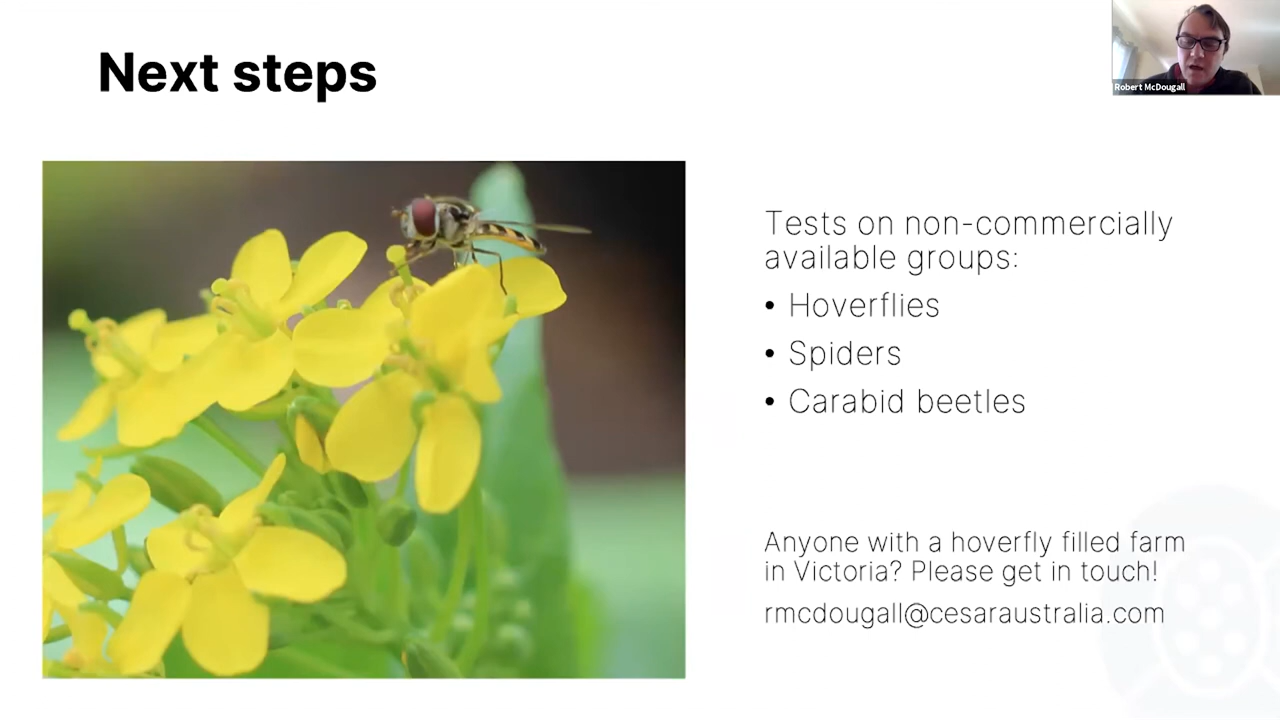 Next steps
Robert McDougall
Tests on non-commercially
available groups:
• Hoverflies
• Spiders
• Carabid beetles
Anyone with a hoverfly filled farm
in Victoria? Please get in touch!
rmcdougall@cesaraustralia.com